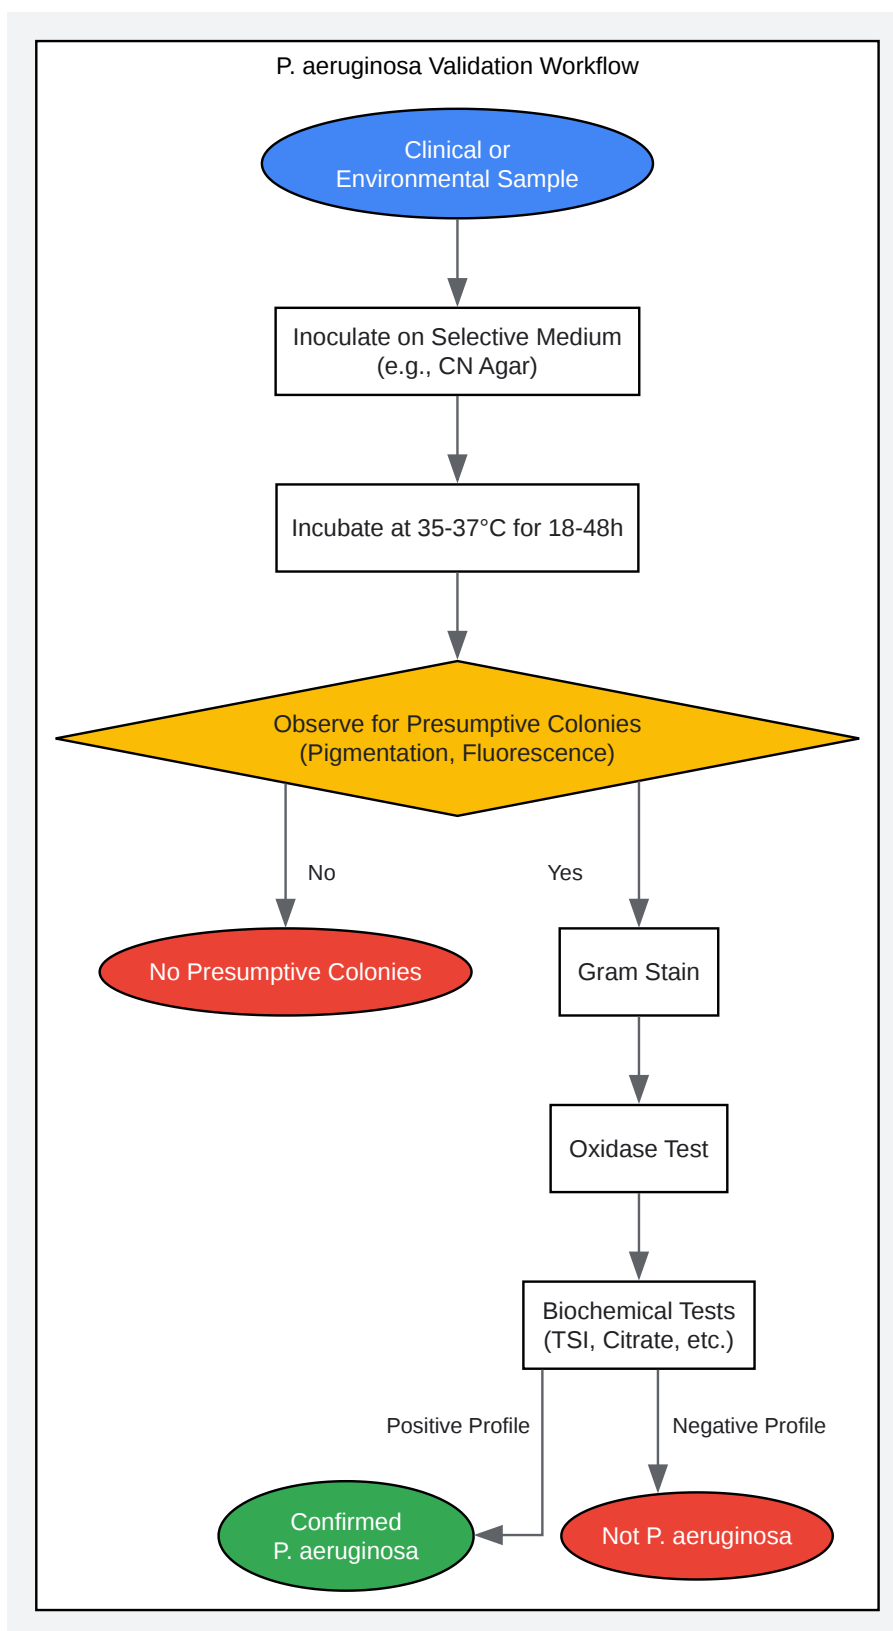 P. aeruginosa Validation Workflow
Clinical or
Environmental Sample
Inoculate on Selective Medium
(e.g., CN Agar)
Incubate at 35-37°C for 18-48h
Observe for Presumptive Colonies
(Pigmentation, Fluorescence)
No
Yes
No Presumptive Colonies
Gram Stain
Oxidase Test
Biochemical Tests
(TSI, Citrate, etc.)
Positive Profile
Negative Profile
Confirmed
P. aeruginosa
Not P. aeruginosa